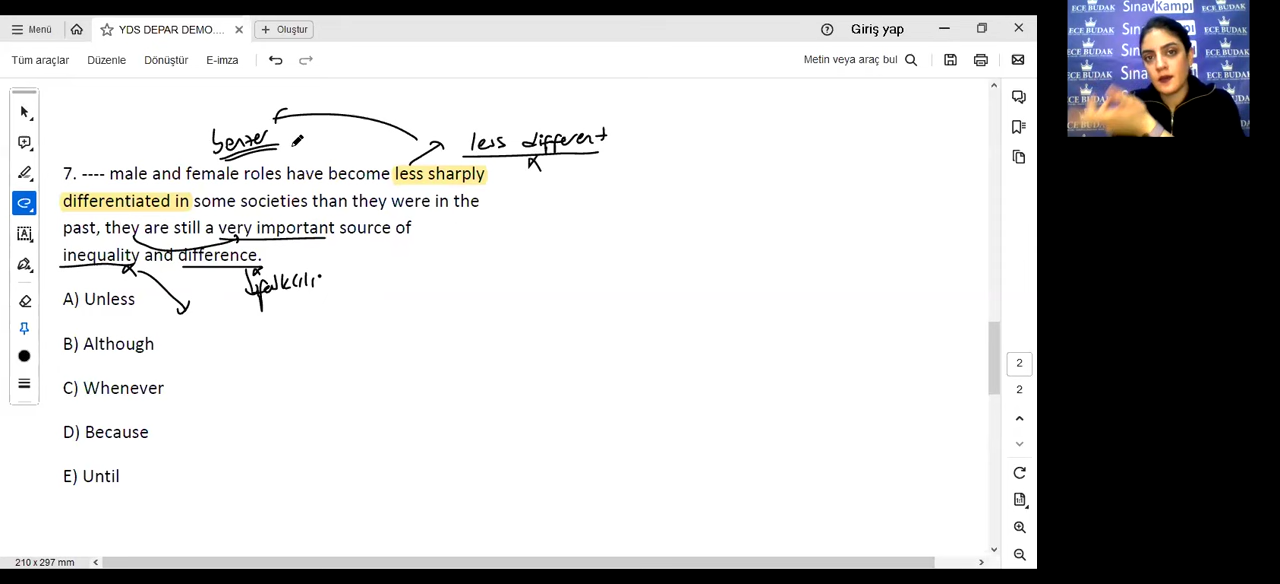 Menü
YDS DEPAR DEMO....
Oluştur
Giriş yap
Tüm araçlar
Düzenle
Dönüştür
E-imza
Metin veya araç bul
SınavKampı
ECE BUDAK
benzer
less different
7. ---- male and female roles have become less sharply
differentiated in some societies than they were in the
past, they are still a very important source of
inequality and difference.
A) Unless
B) Although
C) Whenever
D) Because
E) Until
2
2
210 x 297 mm